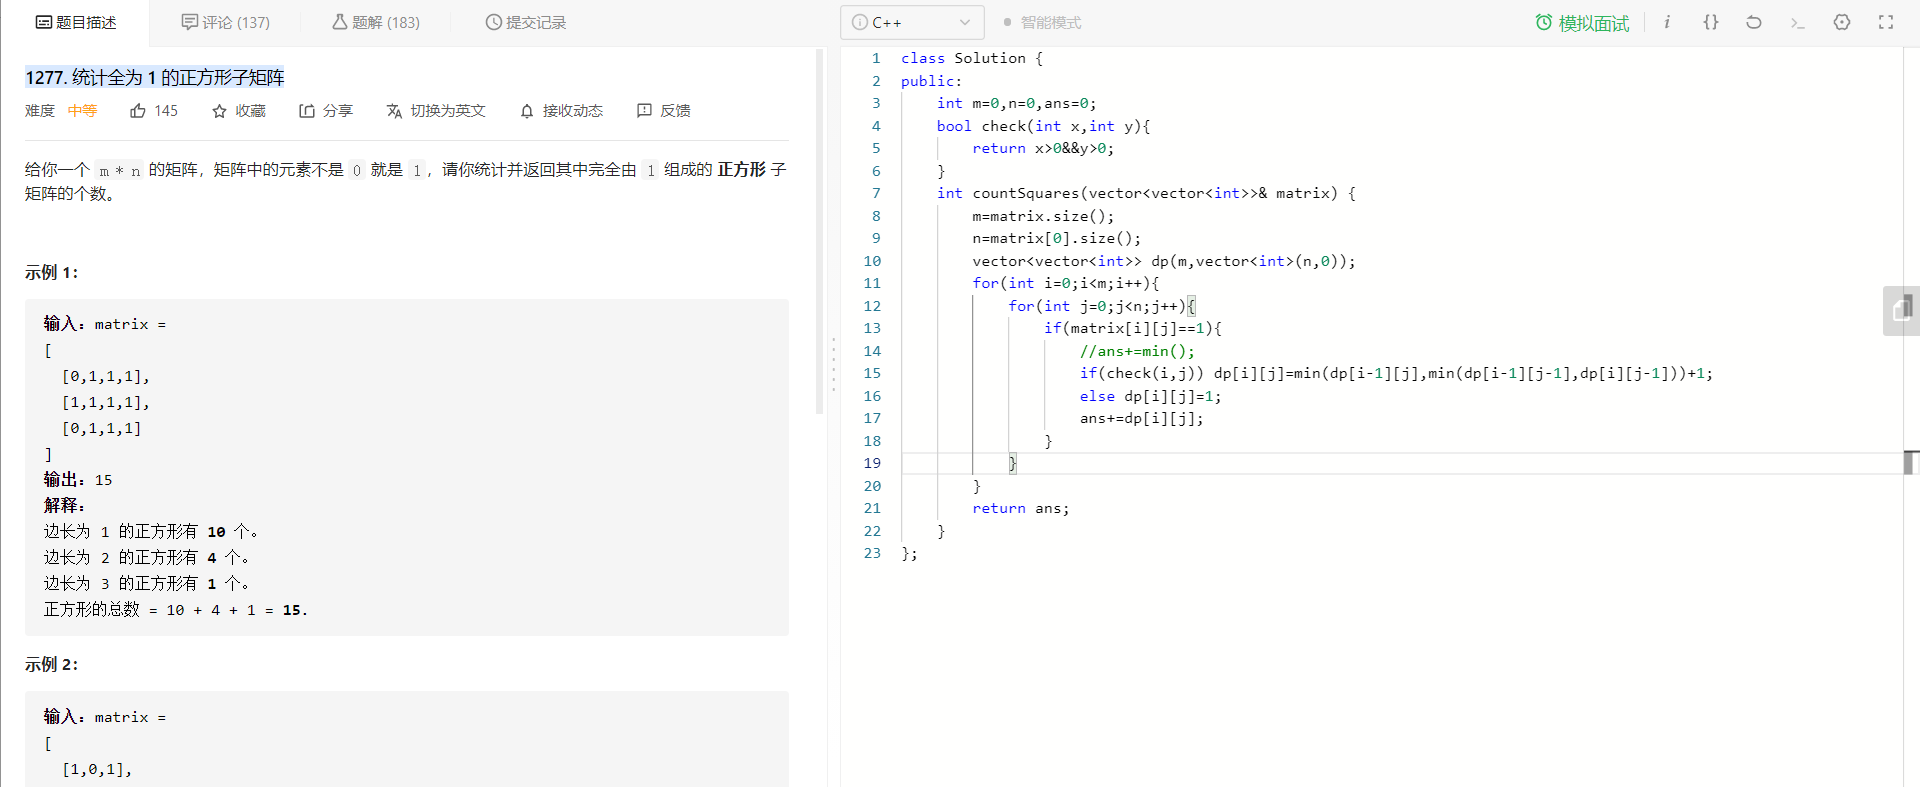 题目描述
评论 (137)
题解 (183)
提交记录
1277. 统计全为 1 的正方形子矩阵
难度 中等 145 收藏 分享 切换为英文 接收动态 反馈
给你一个 m * n 的矩阵，矩阵中的元素不是 0 就是 1，请你统计并返回其中完全由 1 组成的 正方形 子
矩阵的个数。
示例 1：
输入：matrix =
[
  [0,1,1,1],
  [1,1,1,1],
  [0,1,1,1]
]
输出：15
解释：
边长为 1 的正方形有 10 个。
边长为 2 的正方形有 4 个。
边长为 3 的正方形有 1 个。
正方形的总数 = 10 + 4 + 1 = 15.
示例 2：
输入：matrix =
[
  [1,0,1],
C++
智能模式
模拟面试
i {} >_
1 class Solution {
2 public:
3     int m=0,n=0,ans=0;
4     bool check(int x,int y){
5         return x>0&&y>0;
6     }
7     int countSquares(vector<vector<int>>& matrix) {
8         m=matrix.size();
9         n=matrix[0].size();
10         vector<vector<int>> dp(m,vector<int>(n,0));
11         for(int i=0;i<m;i++){
12             for(int j=0;j<n;j++){
13                 if(matrix[i][j]==1){
14                     //ans+=min();
15                     if(check(i,j)) dp[i][j]=min(dp[i-1][j],min(dp[i-1][j-1],dp[i][j-1]))+1;
16                     else dp[i][j]=1;
17                     ans+=dp[i][j];
18                 }
19             }
20         }
21         return ans;
22     }
23 };